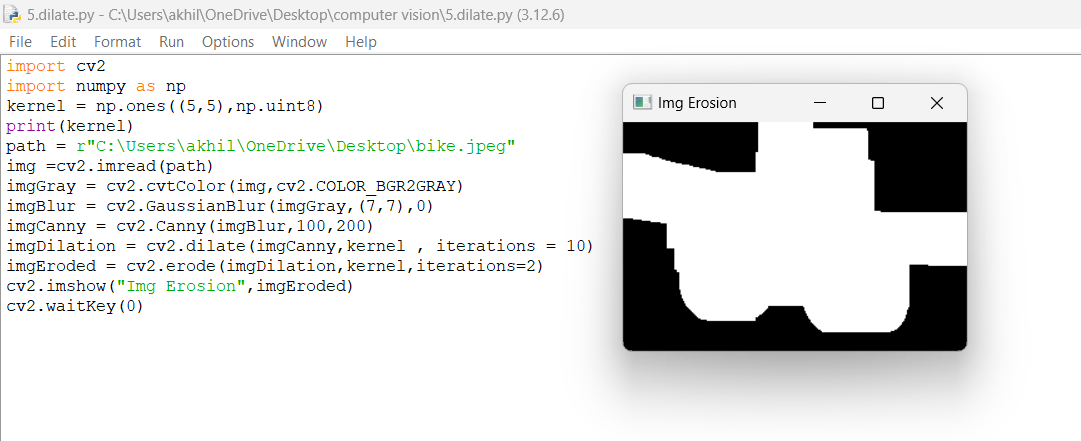 5.dilate.py - C:\Users\akhil\OneDrive\Desktop\computer vision\5.dilate.py (3.12.6)
File Edit Format Run Options Window Help
import cv2
import numpy as np
kernel = np.ones((5,5),np.uint8)
print(kernel)
path = r"C:\Users\akhil\OneDrive\Desktop\bike.jpeg"
img =cv2.imread(path)
imgGray = cv2.cvtColor(img,cv2.COLOR_BGR2GRAY)
imgBlur = cv2.GaussianBlur(imgGray,(7,7),0)
imgCanny = cv2.Canny(imgBlur,100,200)
imgDilation = cv2.dilate(imgCanny,kernel , iterations = 10)
imgEroded = cv2.erode(imgDilation,kernel,iterations=2)
cv2.imshow("Img Erosion",imgEroded)
cv2.waitKey(0)
Img Erosion